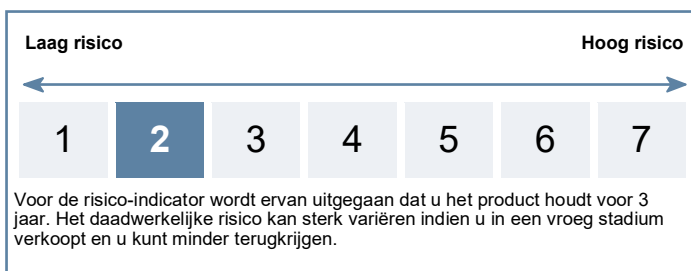 Laag risico Hoog risico
1 2 3 4 5 6 7
Voor de risico-indicator wordt ervan uitgegaan dat u het product houdt voor 3
jaar. Het daadwerkelijke risico kan sterk variëren indien u in een vroeg stadium
verkoopt en u kunt minder terugkrijgen.